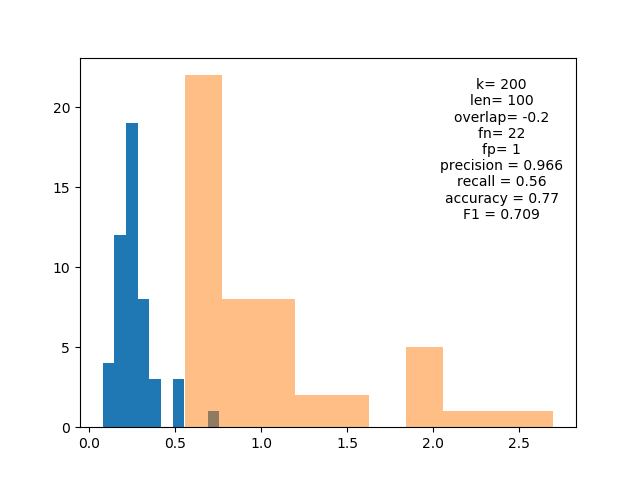 k= 200
len= 100
overlap= -0.2
fn= 22
fp= 1
precision = 0.966
recall = 0.56
accuracy = 0.77
F1 = 0.709
20
15
10
5
0
0.0 0.5 1.0 1.5 2.0 2.5